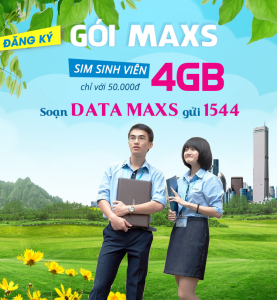 ĐĂNG KÝ
GÓI MAXS
SIM SINH VIÊN
chỉ với 50.000đ
4GB
Soạn DATA MAXS gửi 1544